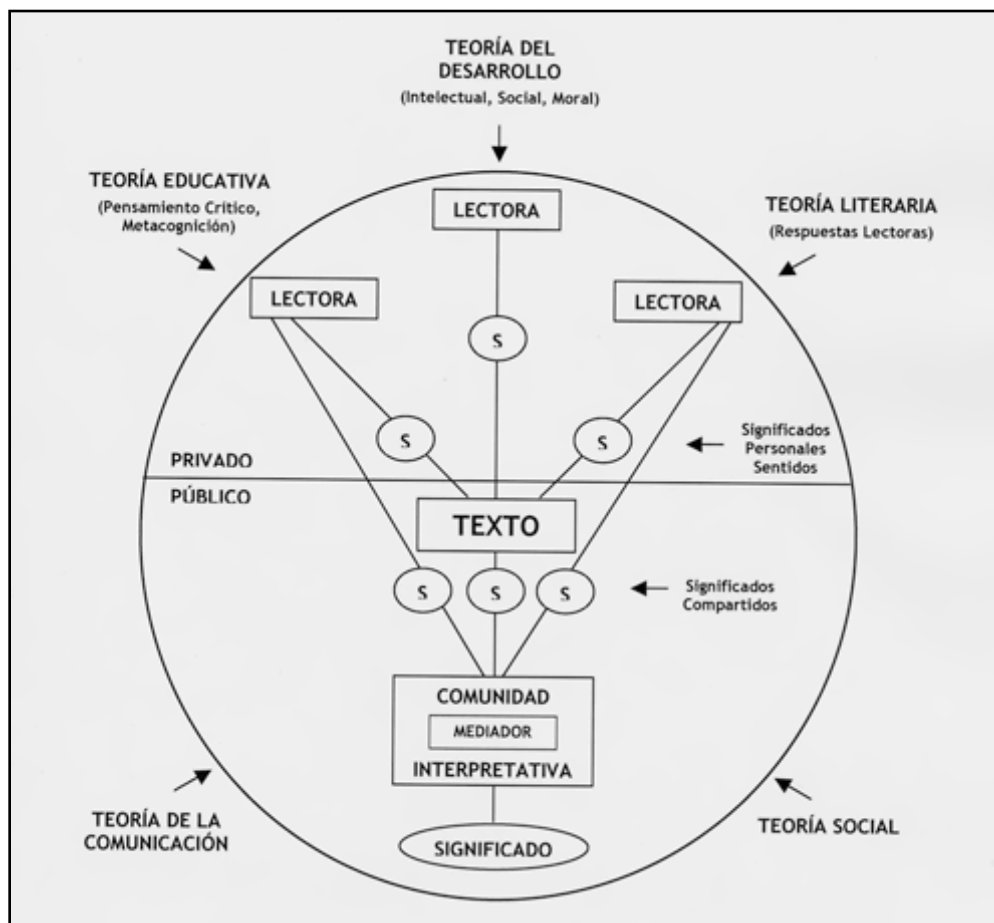 TEORÍA DEL
DESARROLLO
(Intelectual, Social, Moral)
TEORÍA EDUCATIVA
(Pensamiento Crítico,
Metacognición)
LECTORA
TEORÍA LITERARIA
(Respuestas Lectoras)
LECTORA
LECTORA
S
S
S
Significados
Personales
Sentidos
PRIVADO
PÚBLICO
TEXTO
S
S
S
Significados
Compartidos
COMUNIDAD
MEDIADOR
INTERPRETATIVA
TEORÍA DE LA
COMUNICACIÓN
TEORÍA SOCIAL
SIGNIFICADO